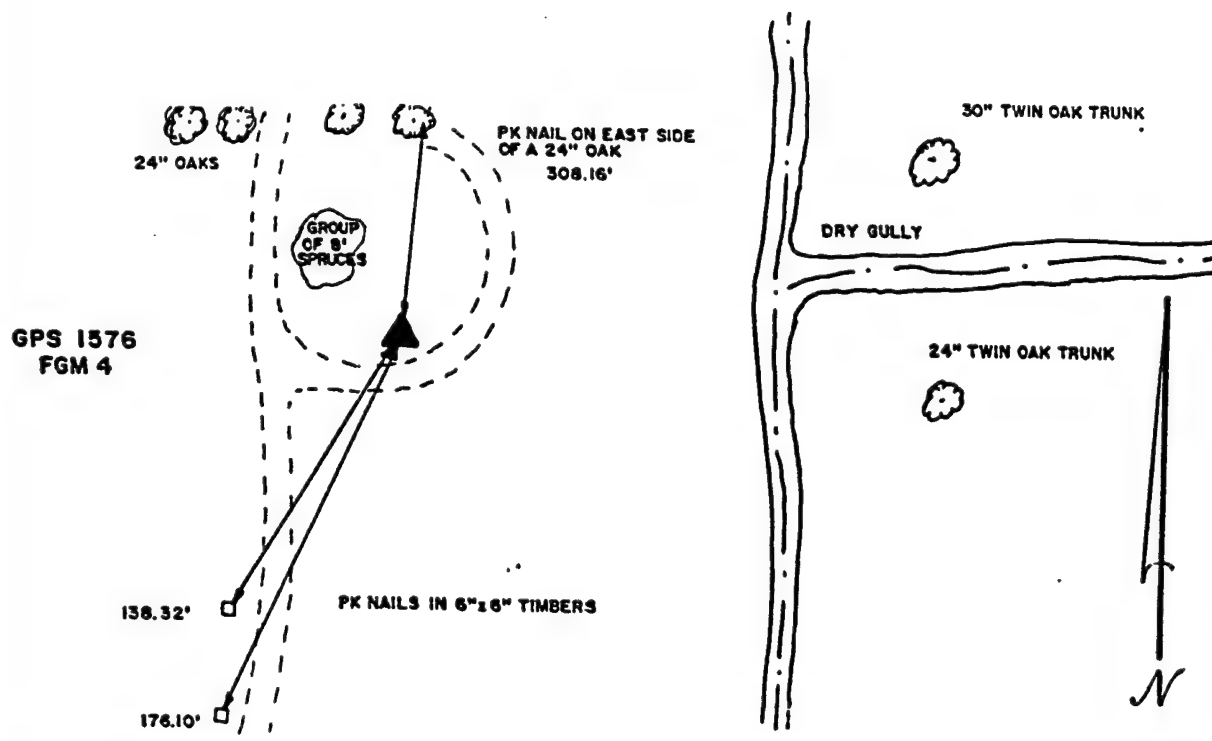 30" TWIN OAK TRUNK
PK NAIL ON EAST SIDE
OF A 24" OAK
308.16'
24" OAKS
GROUP
OF 8'
SPRUCES
DRY GULLY
GPS 1576
FGM 4
24" TWIN OAK TRUNK
138.32'
PK NAILS IN 6"x6" TIMBERS
176.10'
N